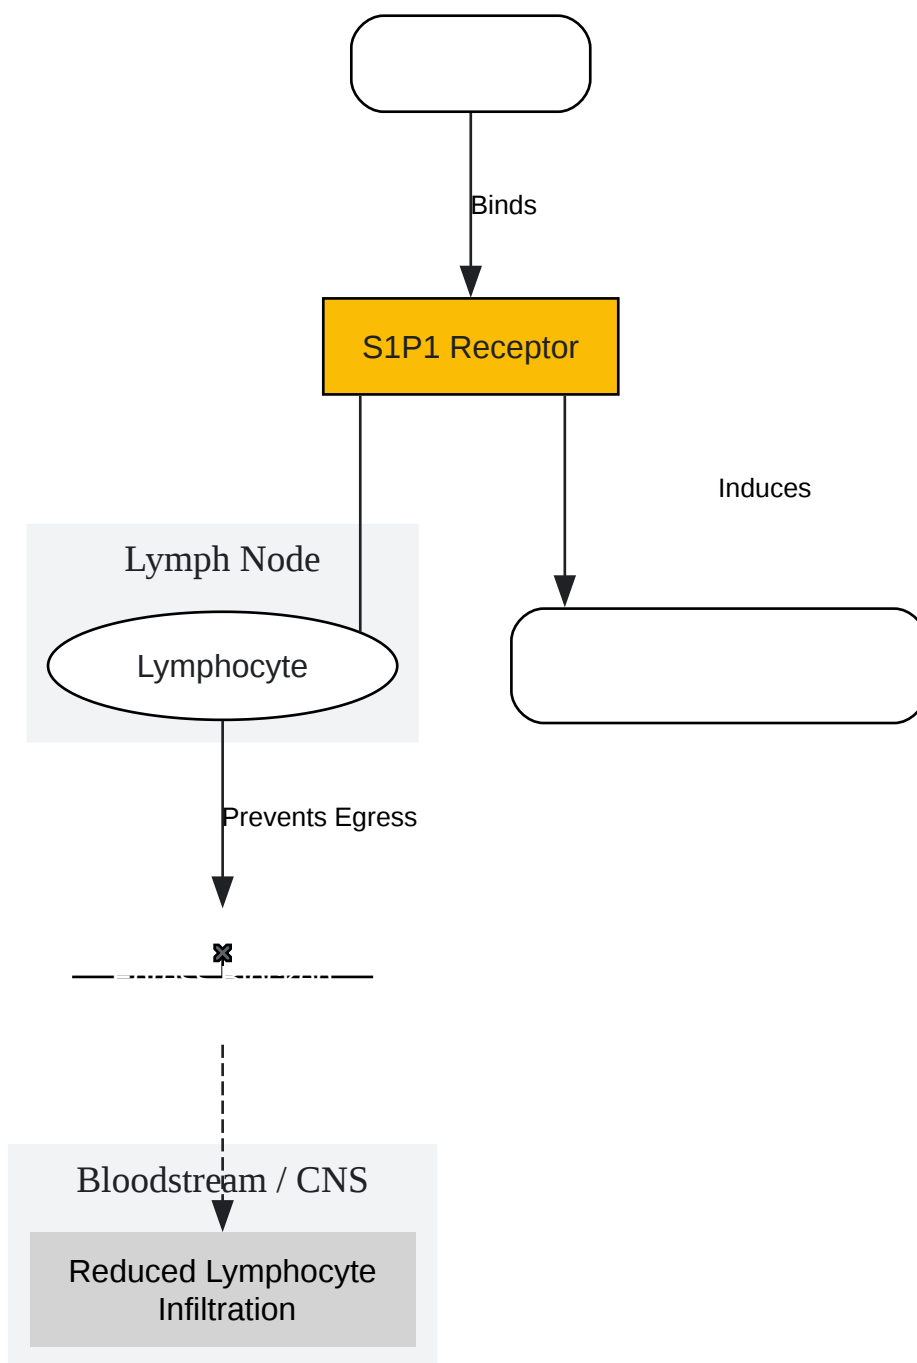 Binds
S1P1 Receptor
Induces
Lymph Node
Lymphocyte
Prevents Egress
Bloodstream / CNS
Reduced Lymphocyte
Infiltration